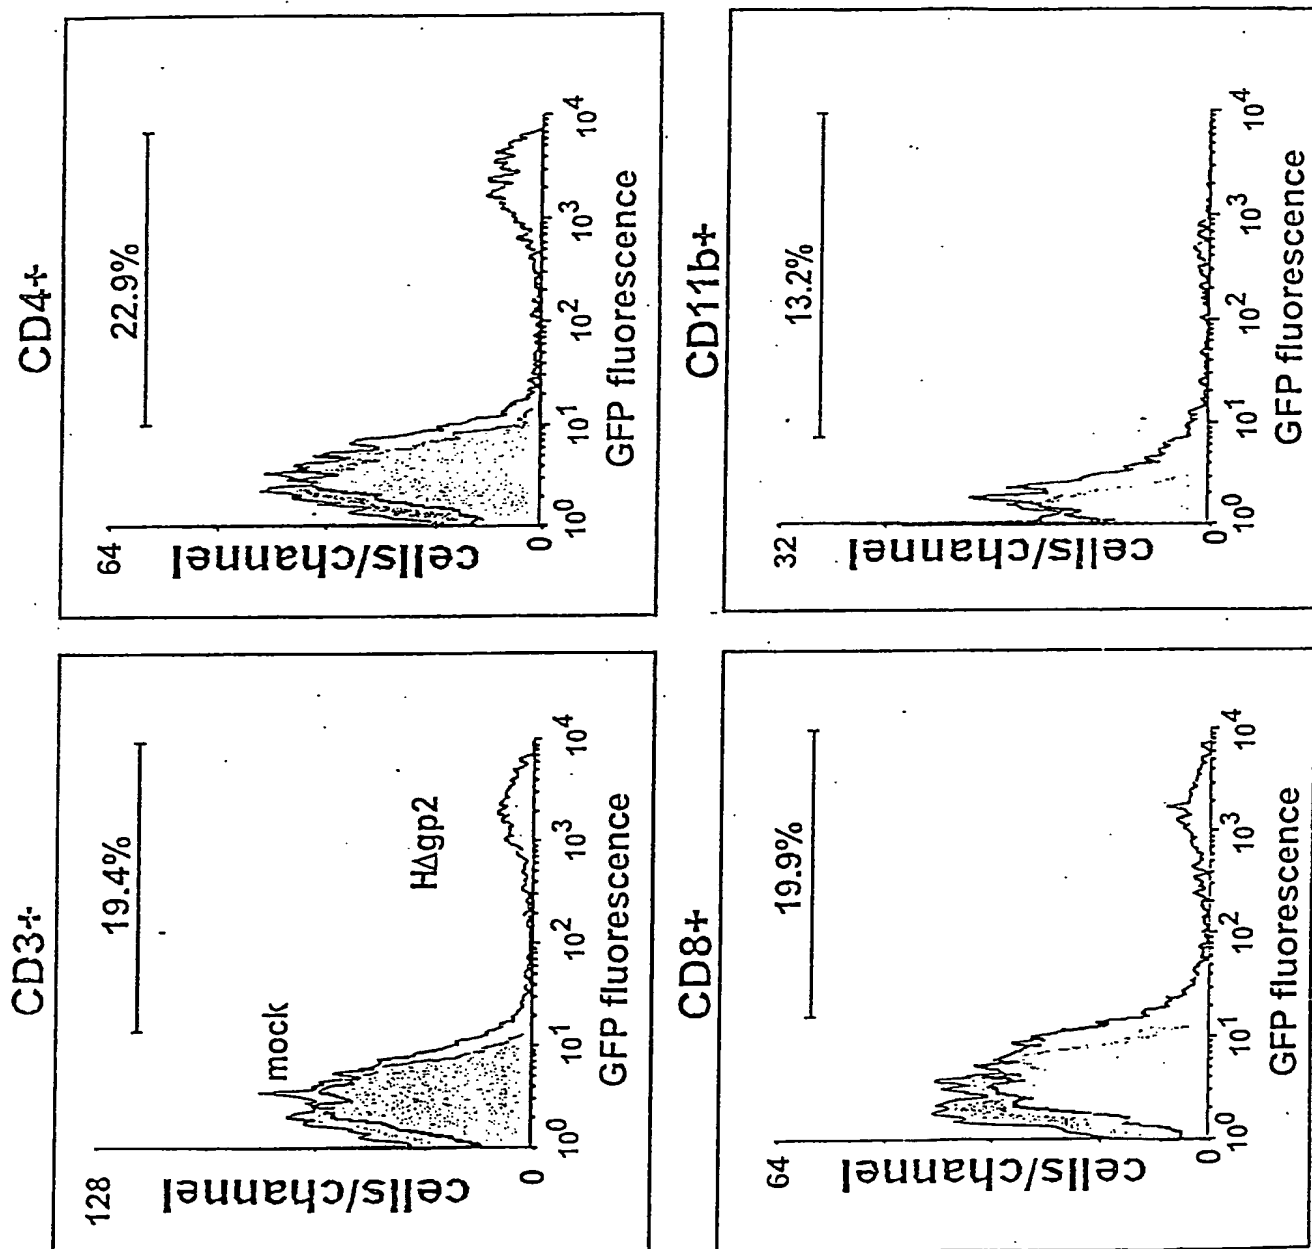 CD3+
128
19.4%
mock
HΔgp2
cells/channel
0
10^0 10^1 10^2 10^3 10^4
GFP fluorescence
CD4+
64
22.9%
cells/channel
0
10^0 10^1 10^2 10^3 10^4
GFP fluorescence
CD8+
64
19.9%
cells/channel
0
10^0 10^1 10^2 10^3 10^4
GFP fluorescence
CD11b+
32
13.2%
cells/channel
0
10^0 10^1 10^2 10^3 10^4
GFP fluorescence